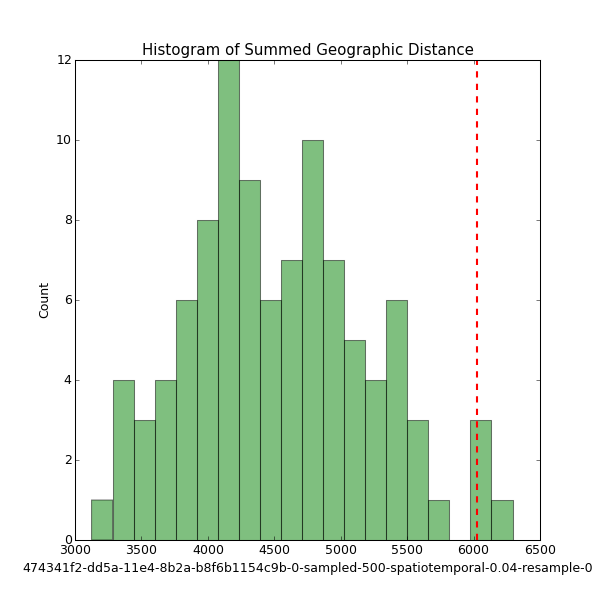 Histogram of Summed Geographic Distance
12
10
8
6
4
2
0
Count
3000 3500 4000 4500 5000 5500 6000 6500
474341f2-dd5a-11e4-8b2a-b8f6b1154c9b-0-sampled-500-spatiotemporal-0.04-resample-0